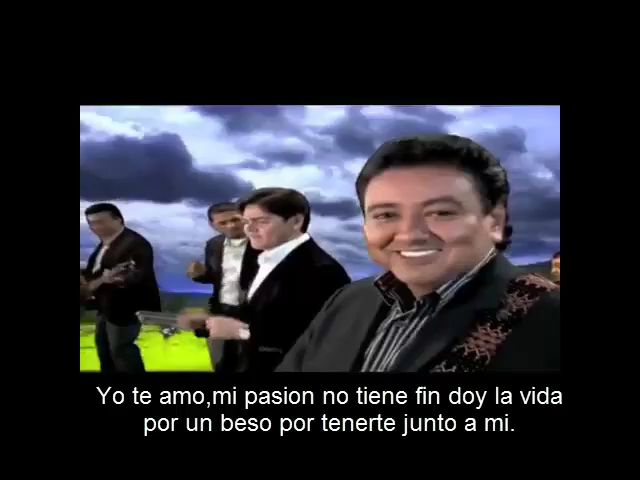 Yo te amo,mi pasion no tiene fin doy la vida
por un beso por tenerte junto a mi.